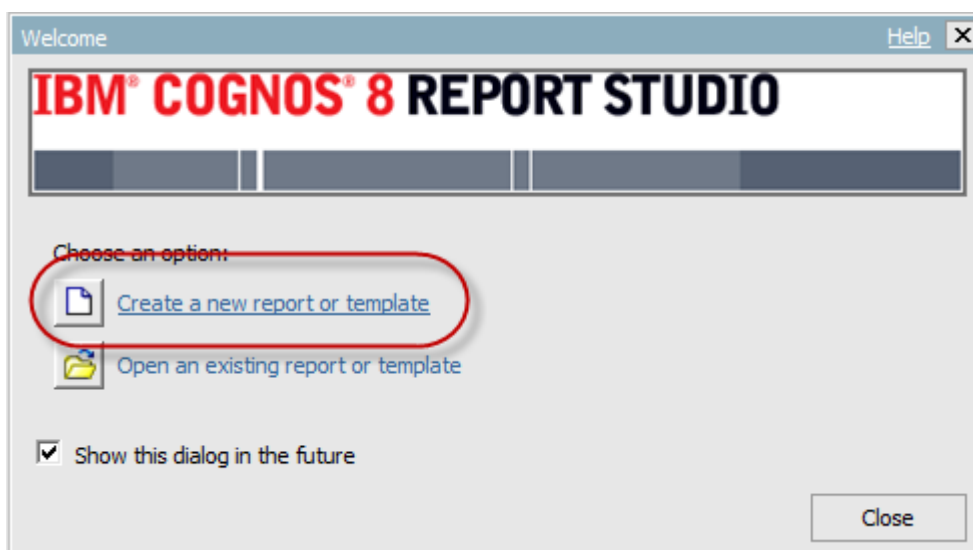 Welcome Help
IBM® COGNOS® 8 REPORT STUDIO
Choose an option:
Create a new report or template
Open an existing report or template
Show this dialog in the future
Close